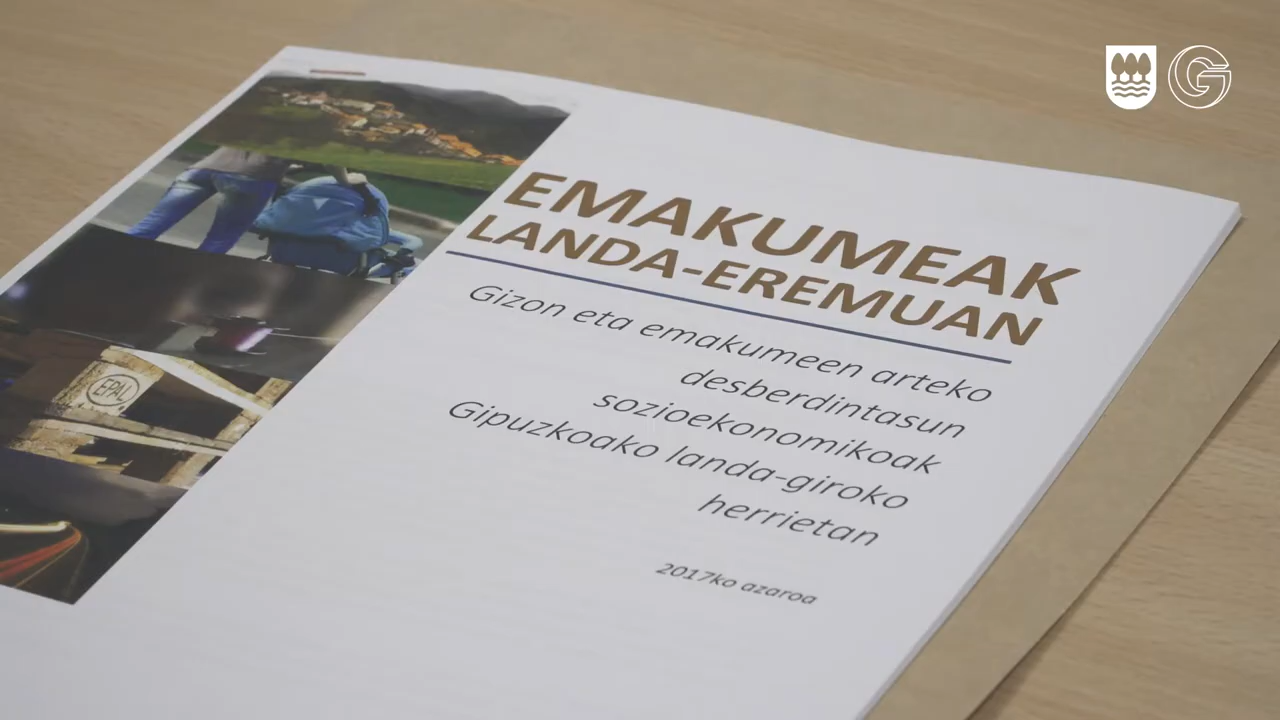 EMAKUMEAK
LANDA-EREMUAN
Gizon eta emakumeen arteko
desberdintasun
sozioekonomikoak
Gipuzkoako landa-giroko
herrietan
2017ko azaroa
EPAL
G